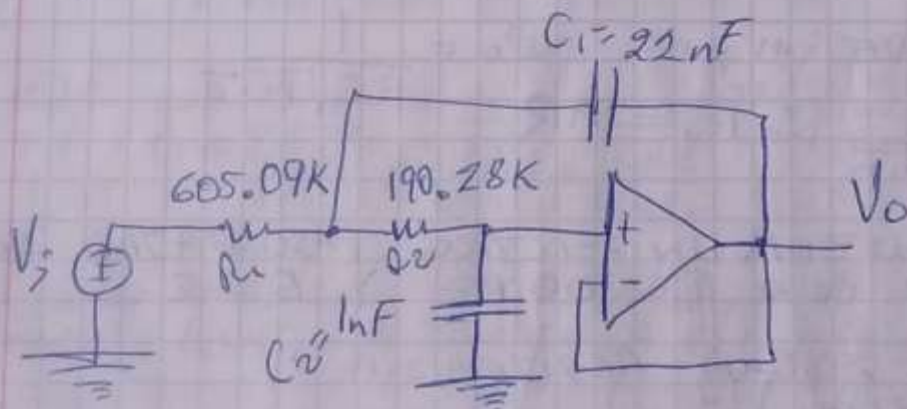 C1= 22nF
605.09K 190.28K
Vi
R1
R2
+
-
Vo
C2= 1nF